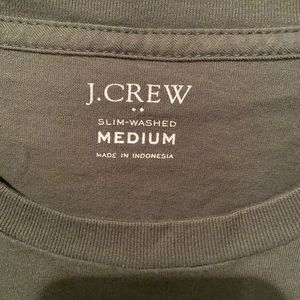 J.CREW
SLIM-WASHED
MEDIUM
MADE IN INDONESIA